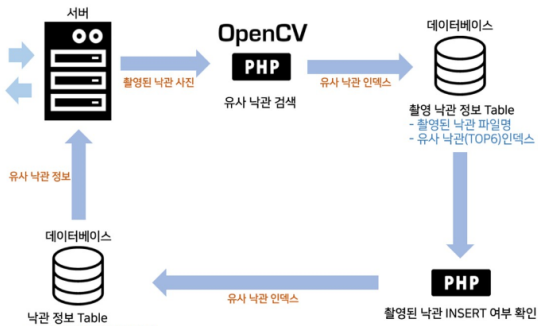 서버
OpenCV
데이터베이스
PHP
촬영된 낙관 사진
유사 낙관 인덱스
유사 낙관 검색
촬영 낙관 정보 Table
- 촬영된 낙관 파일명
- 유사 낙관(TOP6)인덱스
유사 낙관 정보
데이터베이스
PHP
유사 낙관 인덱스
낙관 정보 Table
촬영된 낙관 INSERT 여부 확인